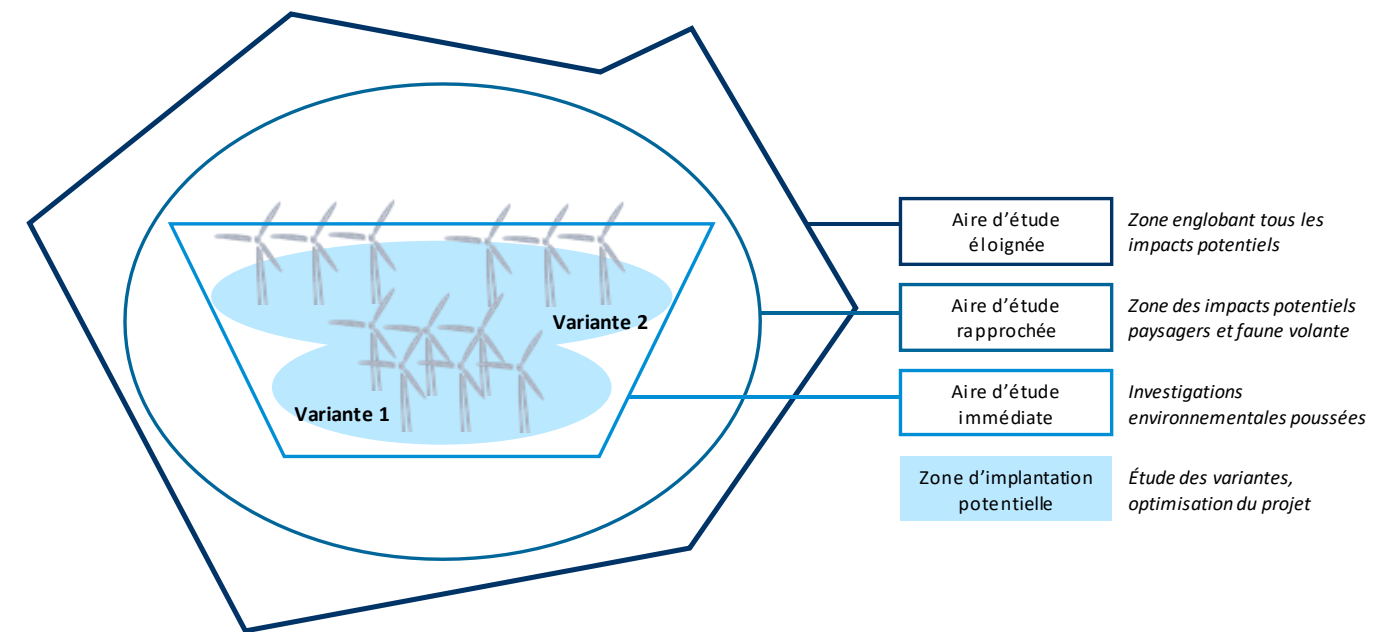 Variante 2
Variante 1
Aire d’étude
éloignée
Zone englobant tous les
impacts potentiels
Aire d’étude
rapprochée
Zone des impacts potentiels
paysagers et faune volante
Aire d’étude
immédiate
Investigations
environnementales poussées
Zone d’implantation
potentielle
Étude des variantes,
optimisation du projet